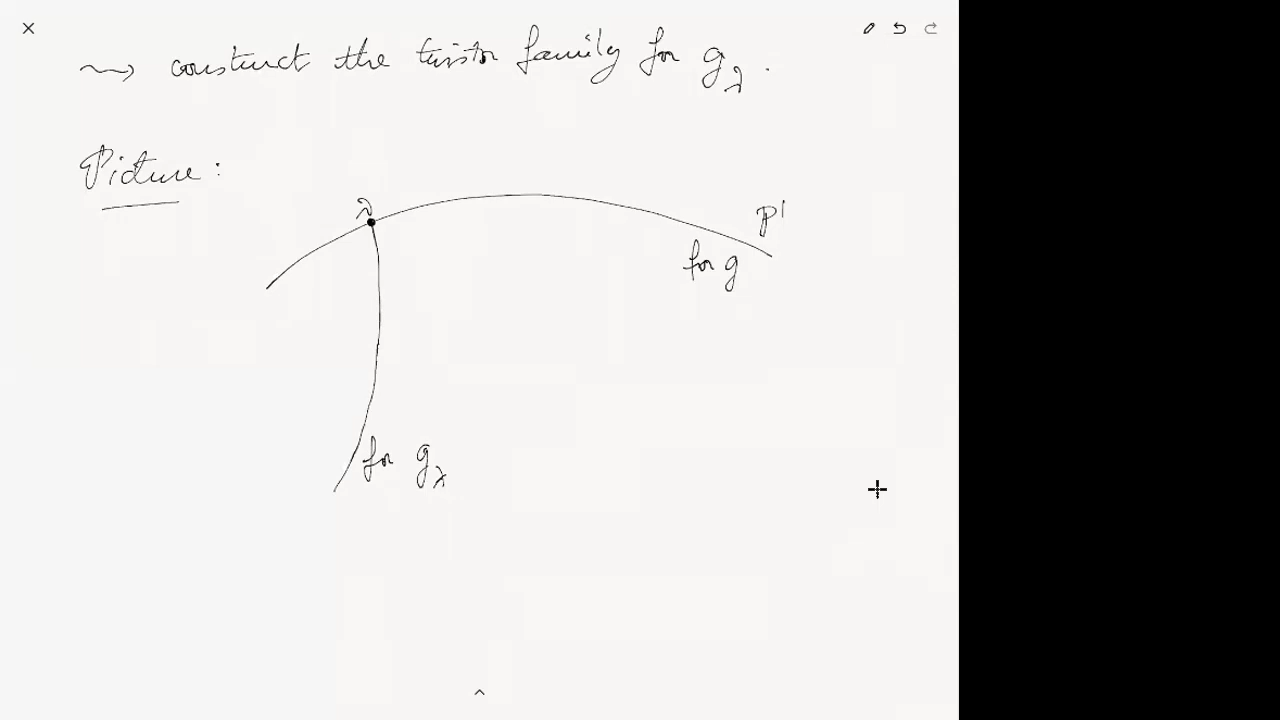 ⇝ construct the twistor family for g_λ.
Picture:
λ
P¹
for g
for g_λ